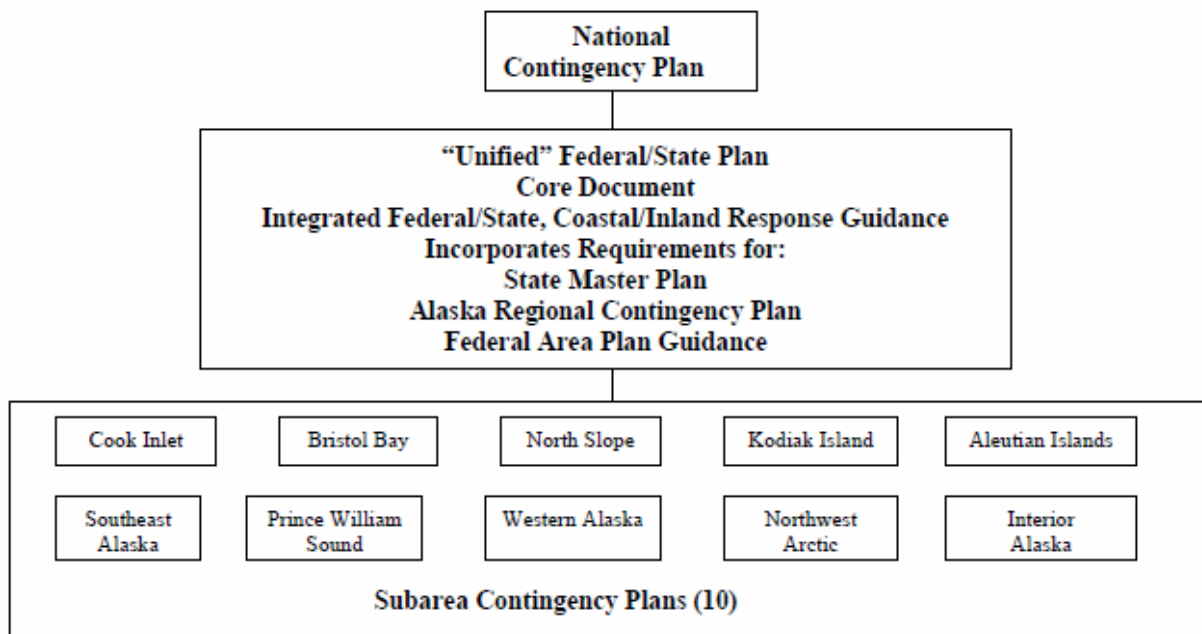 National
Contingency Plan
“Unified” Federal/State Plan
Core Document
Integrated Federal/State, Coastal/Inland Response Guidance
Incorporates Requirements for:
State Master Plan
Alaska Regional Contingency Plan
Federal Area Plan Guidance
Cook Inlet
Bristol Bay
North Slope
Kodiak Island
Aleutian Islands
Southeast
Alaska
Prince William
Sound
Western Alaska
Northwest
Arctic
Interior
Alaska
Subarea Contingency Plans (10)